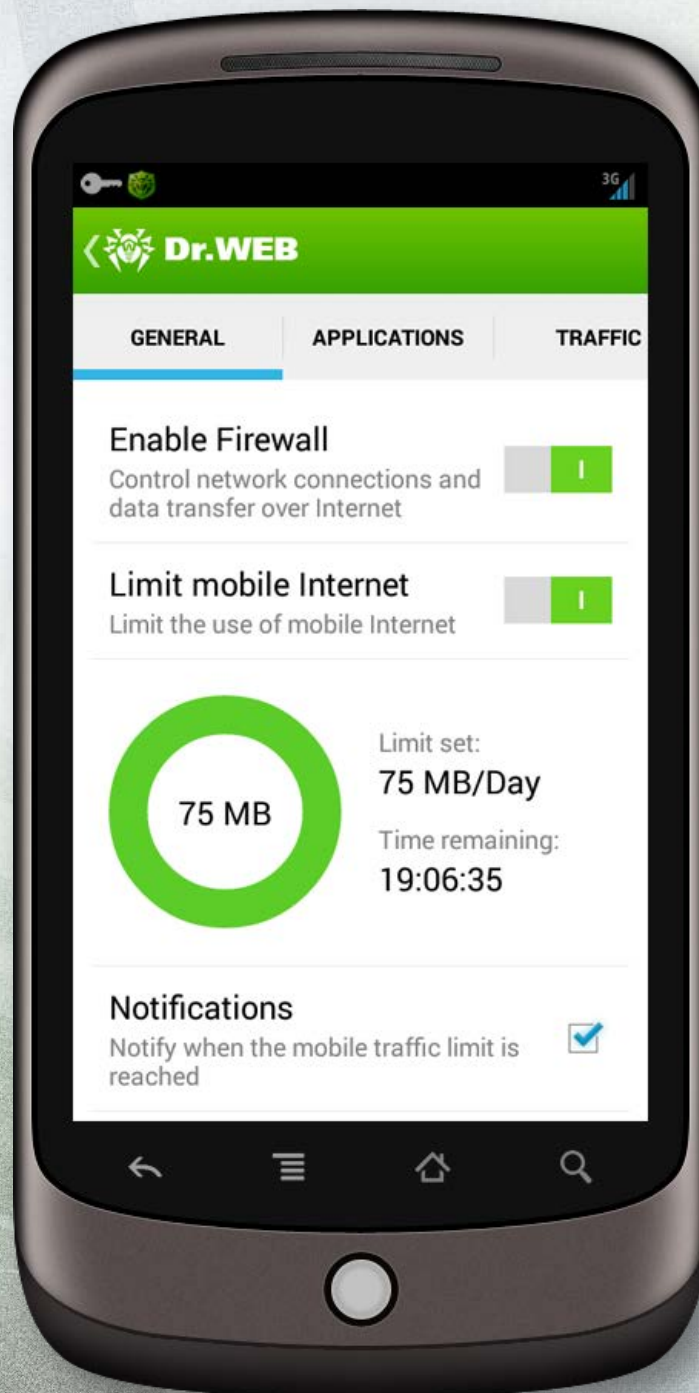 3G
Dr.WEB
GENERAL APPLICATIONS TRAFFIC
Enable Firewall
Control network connections and
data transfer over Internet
Limit mobile Internet
Limit the use of mobile Internet
75 MB
Limit set:
75 MB/Day
Time remaining:
19:06:35
Notifications
Notify when the mobile traffic limit is
reached